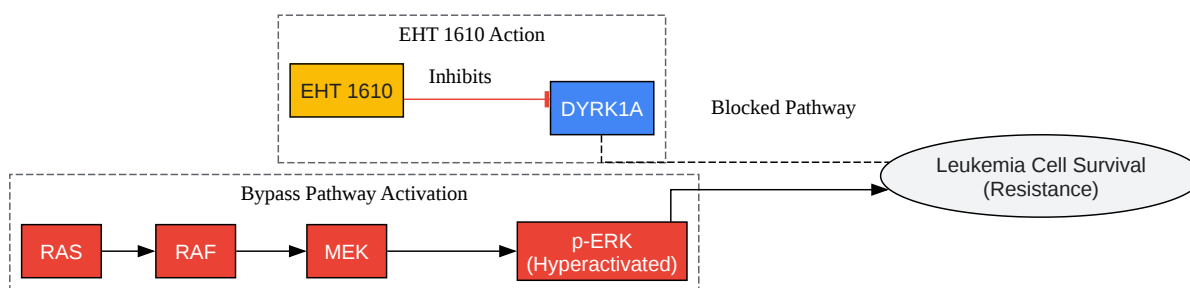 EHT 1610 Action
EHT 1610
Inhibits
DYRK1A
Blocked Pathway
Leukemia Cell Survival
(Resistance)
Bypass Pathway Activation
RAS
RAF
MEK
p-ERK
(Hyperactivated)